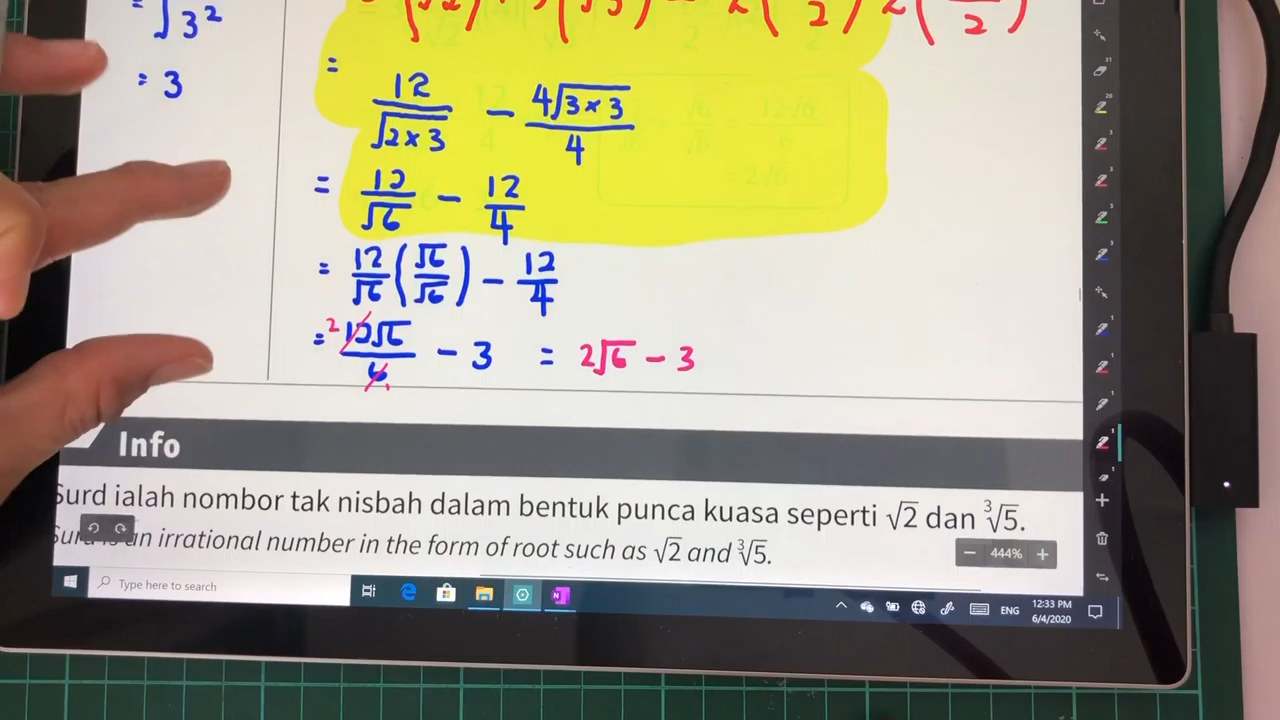 = √3²
= 3
=
12/√(2×3) − 4√(3×3)/4
= 12/√6 − 12/4
= 12/√6 (√6/√6) − 12/4
= 12√6/6 − 3 = 2√6 − 3
2
Info
Surd ialah nombor tak nisbah dalam bentuk punca kuasa seperti √2 dan ∛5.
Surd is an irrational number in the form of root such as √2 and ∛5.
− 444% +
Type here to search
ENG
12:33 PM
6/4/2020